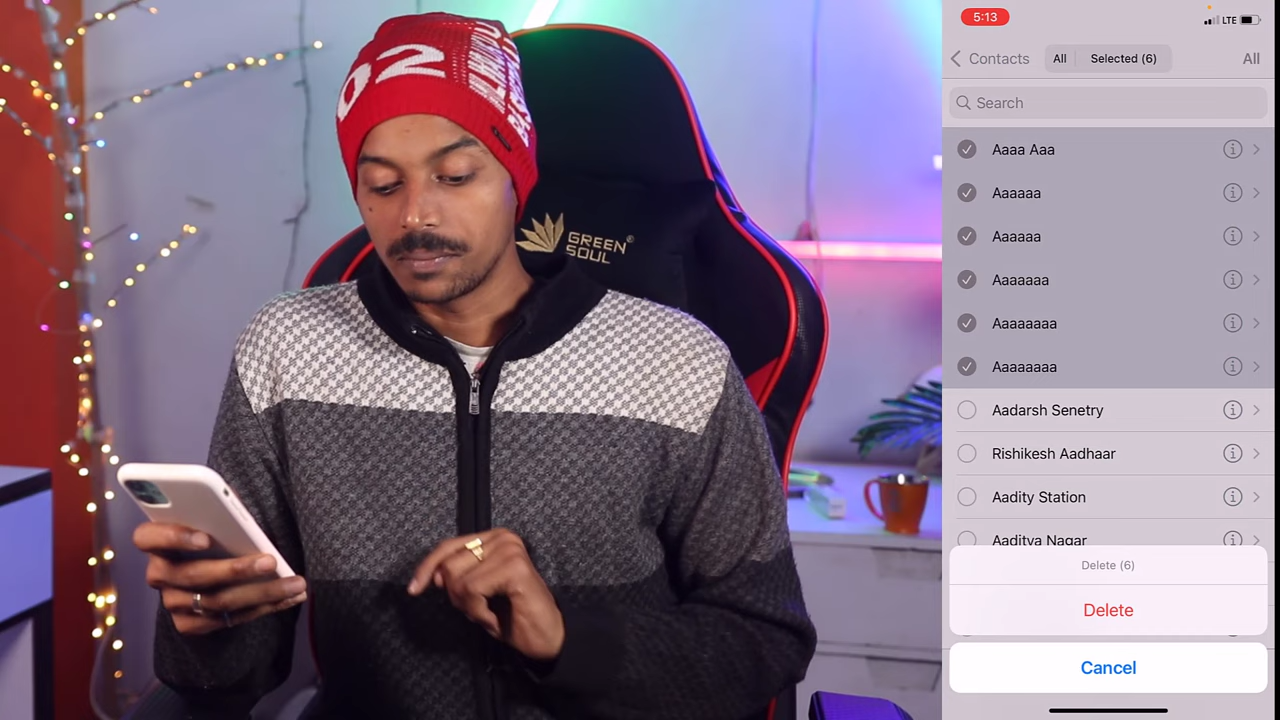 02
GREEN
SOUL
5:13
LTE
Contacts
All
Selected (6)
All
Search
Aaaa Aaa
Aaaaaa
Aaaaaa
Aaaaaaa
Aaaaaaaa
Aaaaaaaa
Aadarsh Senetry
Rishikesh Aadhaar
Aadity Station
Aaditya Nagar
Delete (6)
Delete
Cancel